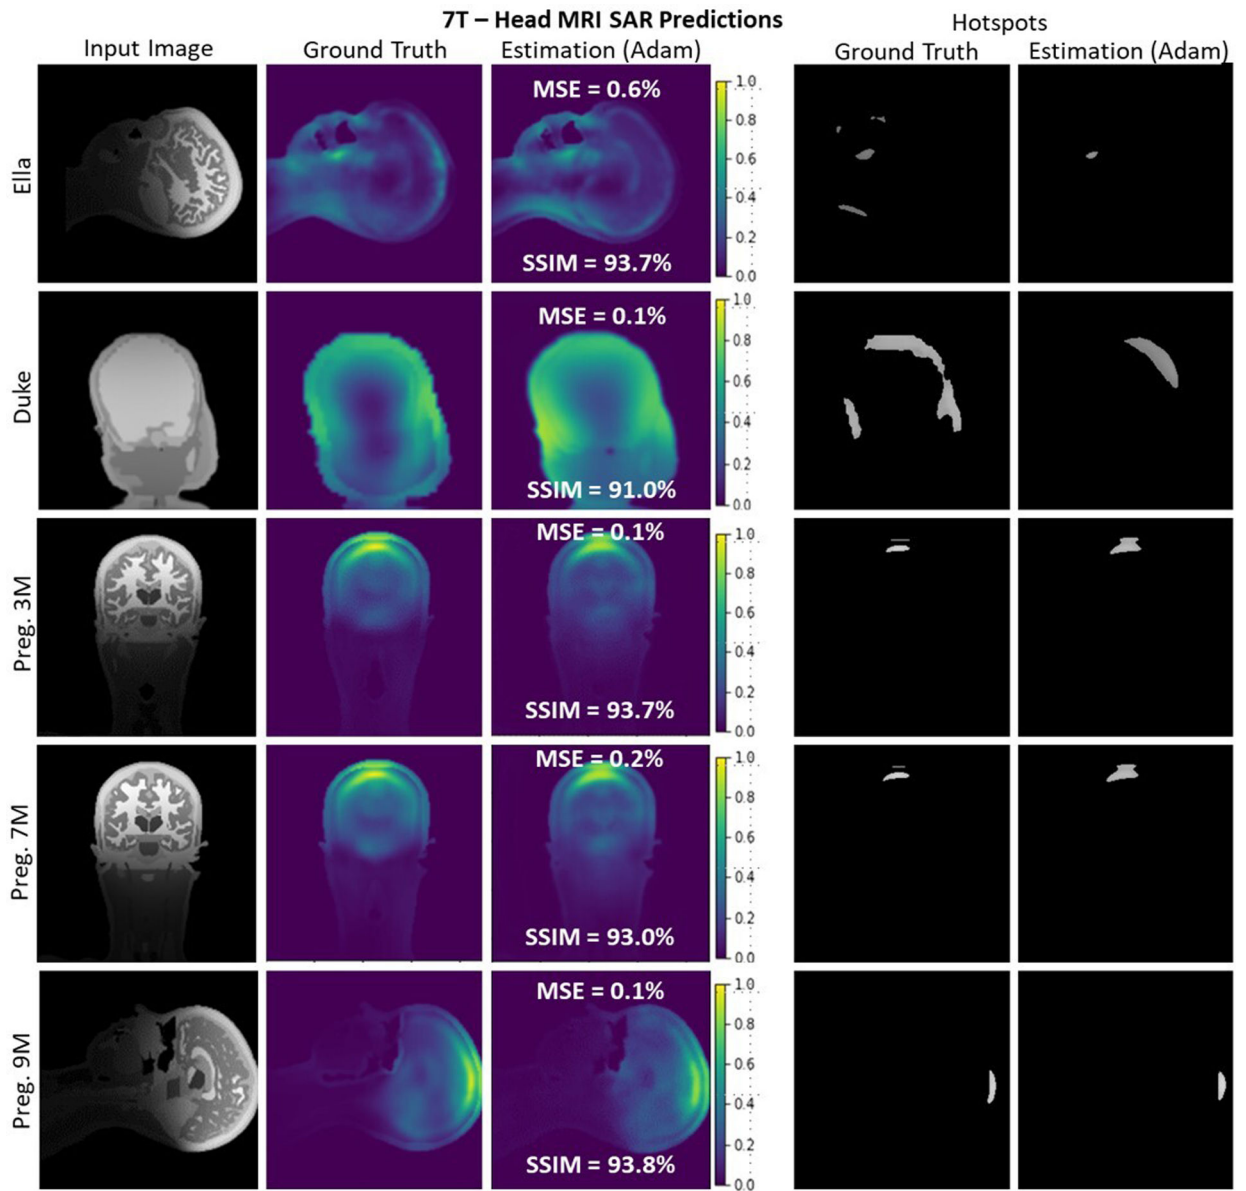 7T – Head MRI SAR Predictions
Hotspots
Input Image
Ground Truth
Estimation (Adam)
Ground Truth
Estimation (Adam)
Ella
MSE = 0.6%
SSIM = 93.7%
1.0
0.8
0.6
0.4
0.2
0.0
Duke
MSE = 0.1%
SSIM = 91.0%
1.0
0.8
0.6
0.4
0.2
0.0
Preg. 3M
MSE = 0.1%
SSIM = 93.7%
1.0
0.8
0.6
0.4
0.2
0.0
Preg. 7M
MSE = 0.2%
SSIM = 93.0%
1.0
0.8
0.6
0.4
0.2
0.0
Preg. 9M
MSE = 0.1%
SSIM = 93.8%
1.0
0.8
0.6
0.4
0.2
0.0